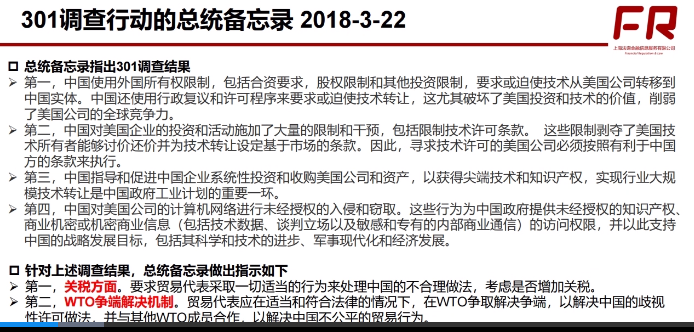 301调查行动的总统备忘录 2018-3-22
FR
上海法询金融信息服务有限公司
总统备忘录指出301调查结果
第一，中国使用外国所有权限制，包括合资要求，股权限制和其他投资限制，要求或迫使技术从美国公司转移到
中国实体。中国还使用行政复议和许可程序来要求或迫使技术转让，这尤其破坏了美国投资和技术的价值，削弱
了美国公司的全球竞争力。
第二，中国对美国企业的投资和活动施加了大量的限制和干预，包括限制技术许可条款。 这些限制剥夺了美国技
术所有者能够讨价还价并为技术转让设定基于市场的条款。因此，寻求技术许可的美国公司必须按照有利于中国
方的条款来执行。
第三，中国指导和促进中国企业系统性投资和收购美国公司和资产，以获得尖端技术和知识产权，实现行业大规
模技术转让是中国政府工业计划的重要一环。
第四，中国对美国公司的计算机网络进行未经授权的入侵和窃取。这些行为为中国政府提供未经授权的知识产权、
商业机密或机密商业信息（包括技术数据、谈判立场以及敏感和专有的内部商业通信）的访问权限，并以此支持
中国的战略发展目标，包括其科学和技术的进步、军事现代化和经济发展。
针对上述调查结果，总统备忘录做出指示如下
第一，关税方面。要求贸易代表采取一切适当的行为来处理中国的不合理做法，考虑是否增加关税。
第二，WTO争端解决机制。贸易代表应在适当和符合法律的情况下，在WTO争取解决争端，以解决中国的歧视
性许可做法，并与其他WTO成员合作，以解决中国不公平的贸易行为。